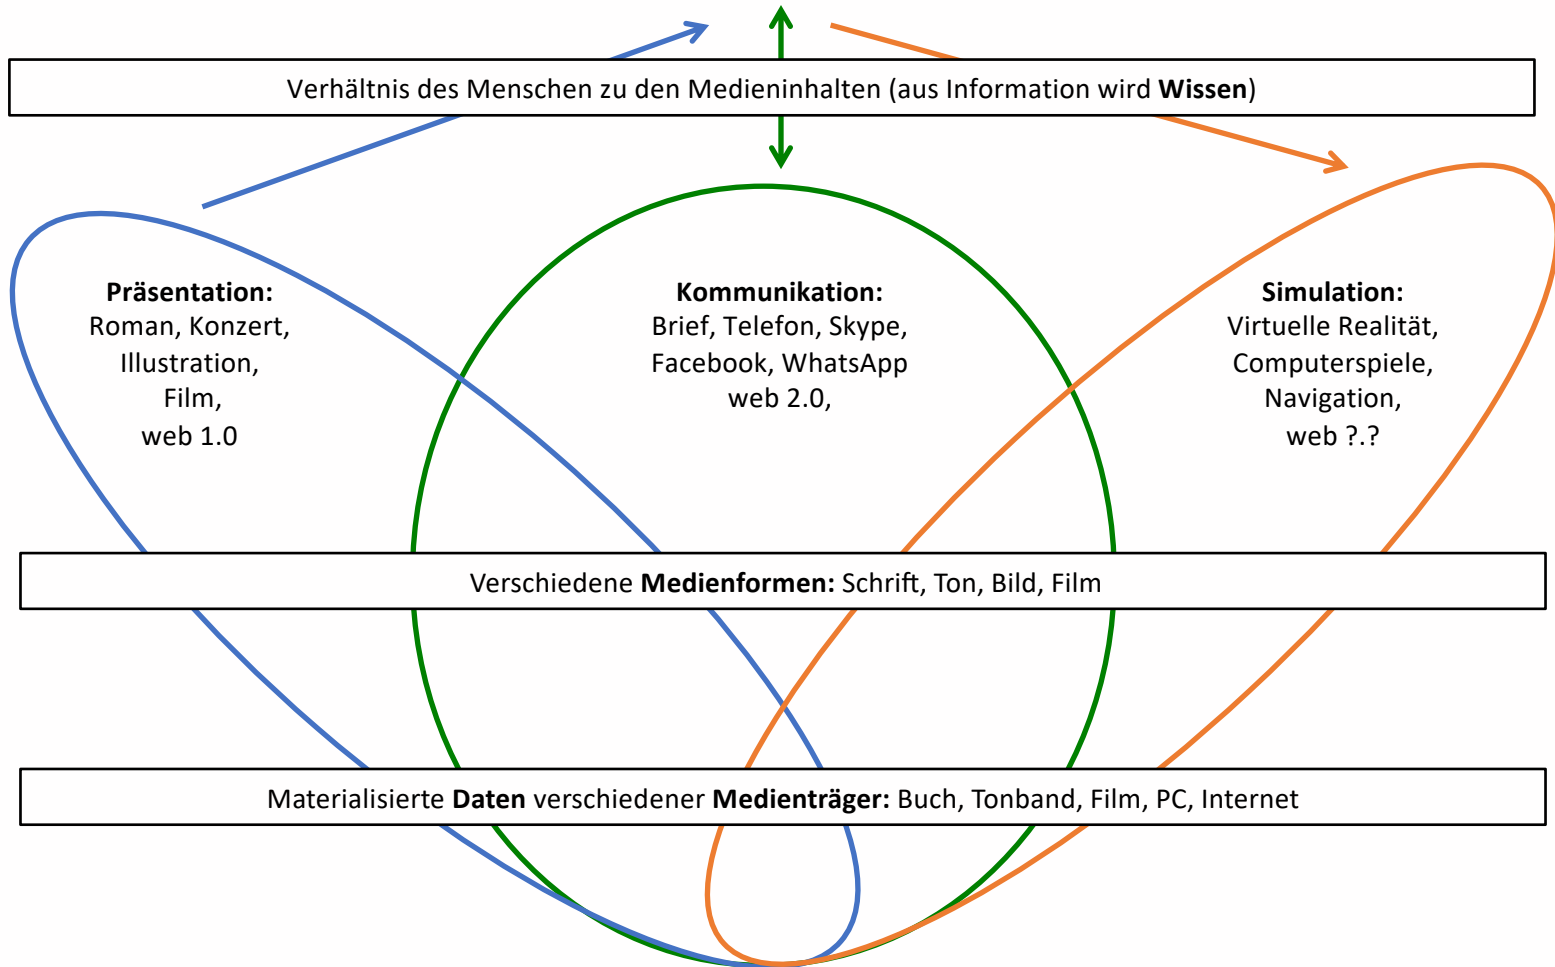 Verhältnis des Menschen zu den Medieninhalten (aus Information wird Wissen)
Präsentation:
Roman, Konzert,
Illustration,
Film,
web 1.0
Kommunikation:
Brief, Telefon, Skype,
Facebook, WhatsApp
web 2.0,
Simulation:
Virtuelle Realität,
Computerspiele,
Navigation,
web ?.?
Verschiedene Medienformen: Schrift, Ton, Bild, Film
Materialisierte Daten verschiedener Medienträger: Buch, Tonband, Film, PC, Internet